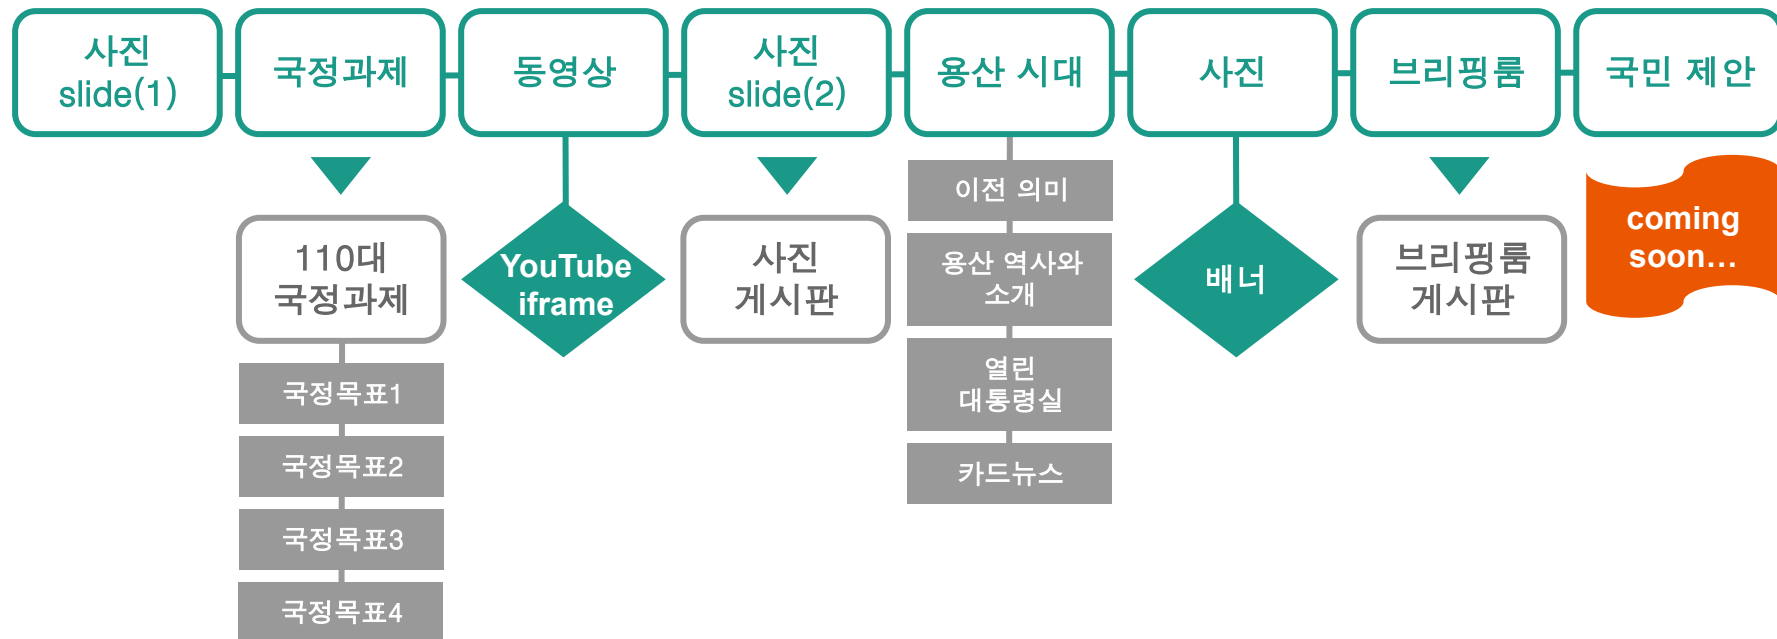 사진
slide(1)
국정과제
동영상
사진
slide(2)
용산 시대
사진
브리핑룸
국민 제안
110대
국정과제
국정목표1
국정목표2
국정목표3
국정목표4
YouTube
iframe
사진
게시판
이전 의미
용산 역사와
소개
열린
대통령실
카드뉴스
배너
브리핑룸
게시판
coming
soon...